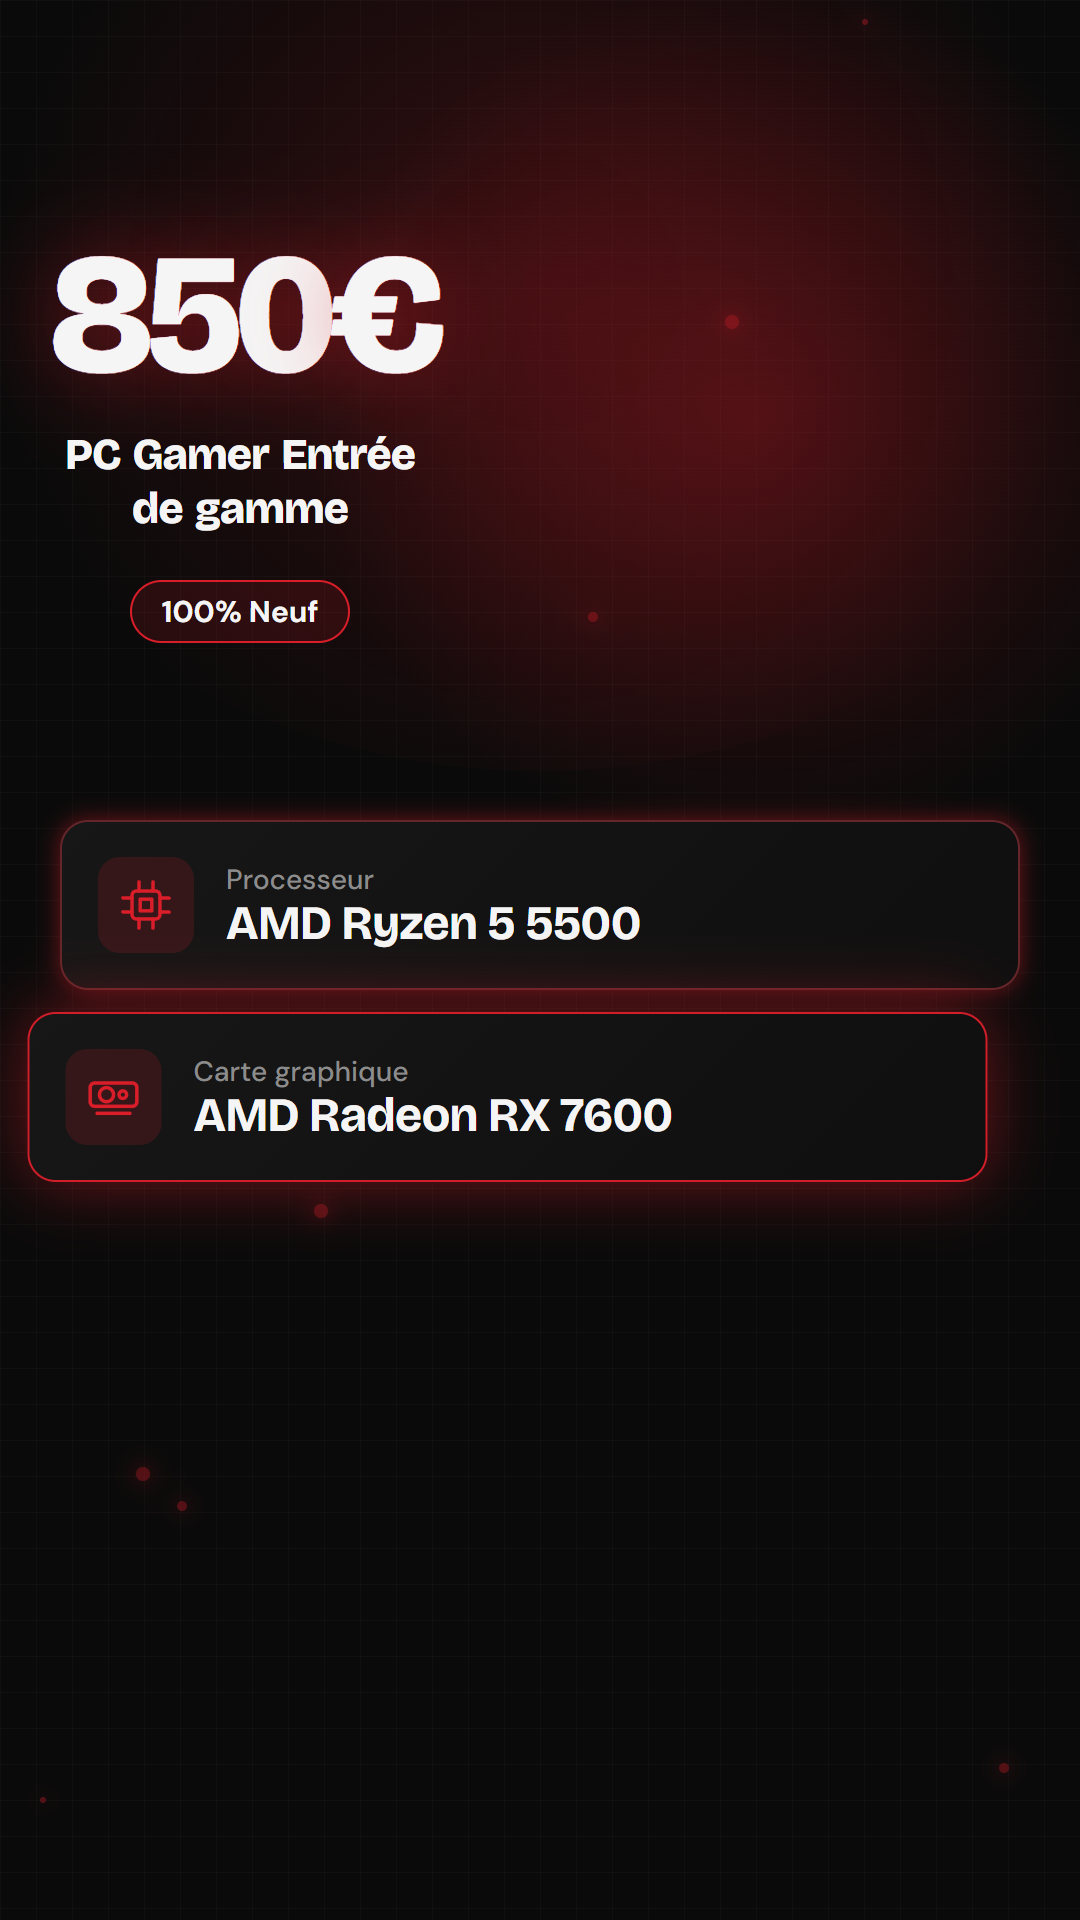 850€
PC Gamer Entrée
de gamme
100% Neuf
Processeur
AMD Ryzen 5 5500
Carte graphique
AMD Radeon RX 7600